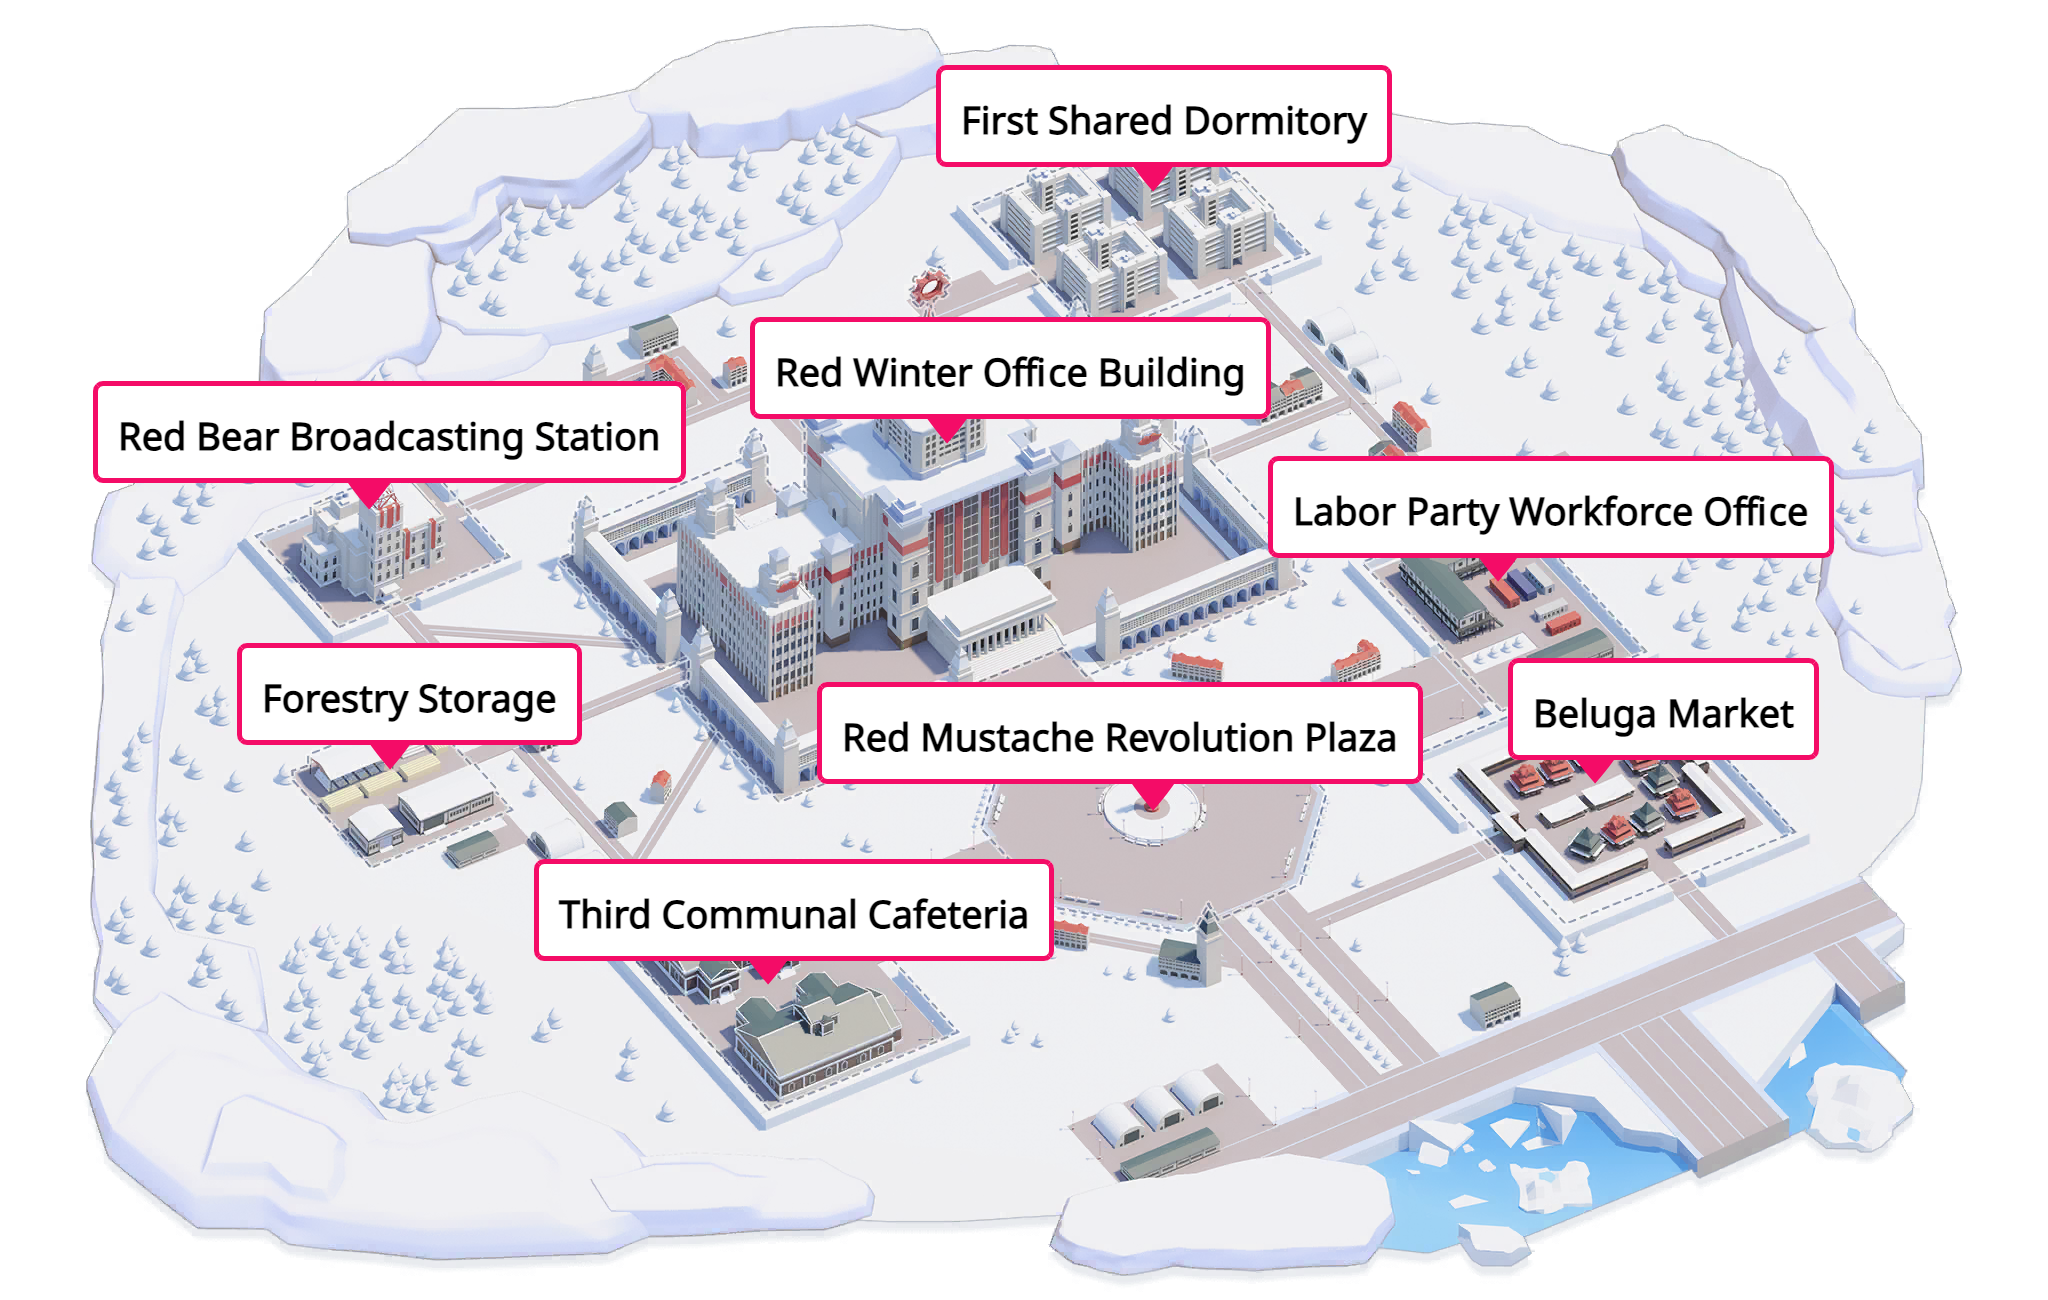 First Shared Dormitory
Red Winter Office Building
Red Bear Broadcasting Station
Labor Party Workforce Office
Forestry Storage
Beluga Market
Red Mustache Revolution Plaza
Third Communal Cafeteria